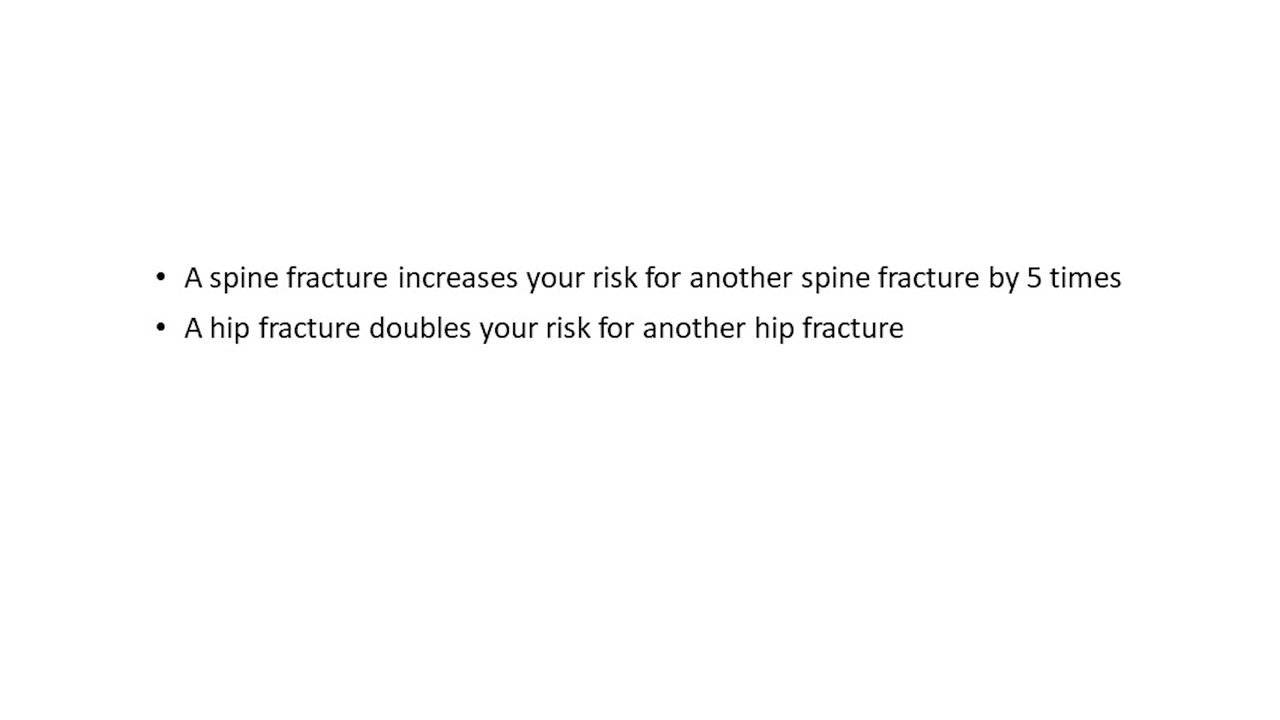 • A spine fracture increases your risk for another spine fracture by 5 times
• A hip fracture doubles your risk for another hip fracture